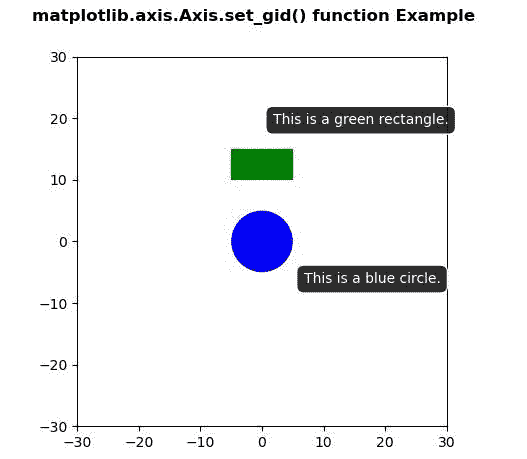 matplotlib.axis.Axis.set_gid() function Example
30
20
This is a green rectangle.
10
0
This is a blue circle.
−10
−20
−30
−30 −20 −10 0 10 20 30